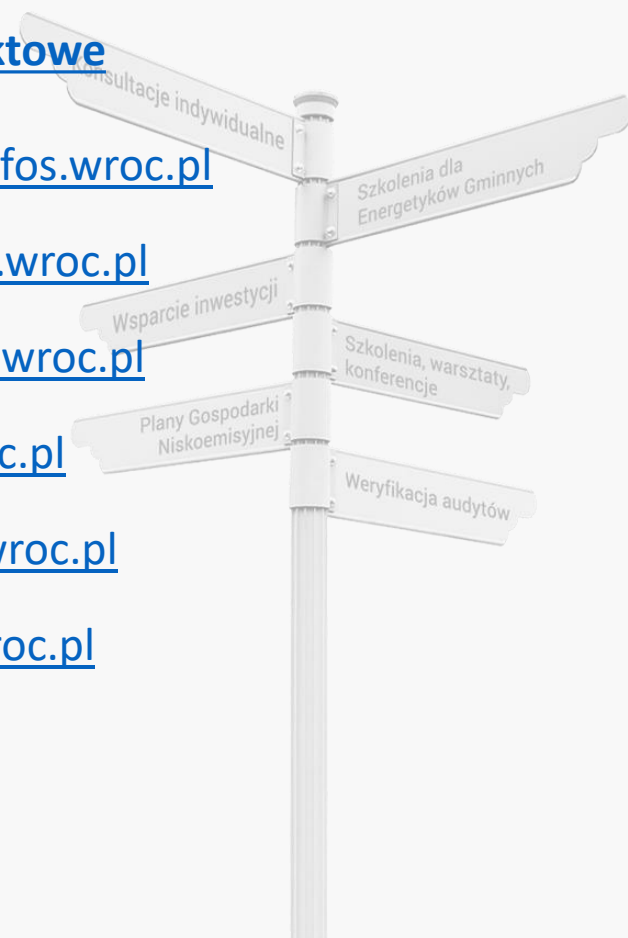 ktowe
Konsultacje indywidualne
fos.wroc.pl
Szkolenia dla
Energetyków Gminnych
.wroc.pl
Wsparcie inwestycji
wroc.pl
Szkolenia, warsztaty,
konferencje
Plany Gospodarki
Niskoemisyjnej
c.pl
Weryfikacja audytów
wroc.pl
roc.pl